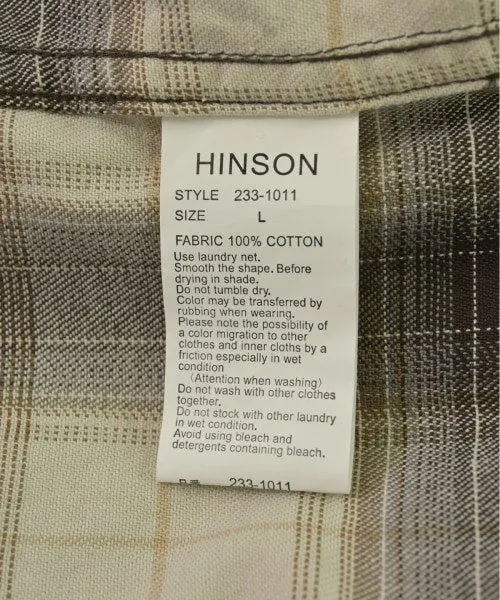 HINSON
STYLE 233-1011
SIZE L
FABRIC 100% COTTON
Use laundry net.
Smooth the shape. Before
drying in shade.
Do not tumble dry.
Color may be transferred by
rubbing when wearing.
Please note the possibility of
a color migration to other
clothes and inner cloths by a
friction especially in wet
condition
(Attention when washing)
Do not wash with other clothes
together.
Do not stock with other laundry
in wet condition.
Avoid using bleach and
detergents containing bleach.
233-1011